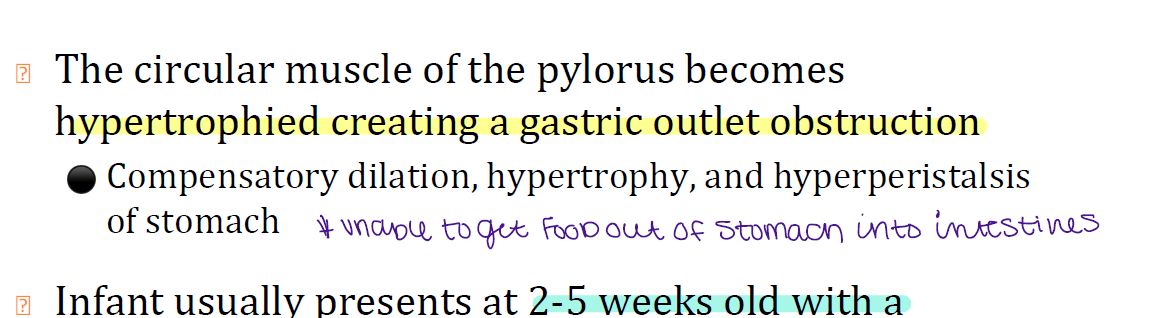 The circular muscle of the pylorus becomes
hypertrophied creating a gastric outlet obstruction
Compensatory dilation, hypertrophy, and hyperperistalsis
of stomach * unable to get food out of stomach into intestines
Infant usually presents at 2-5 weeks old with a